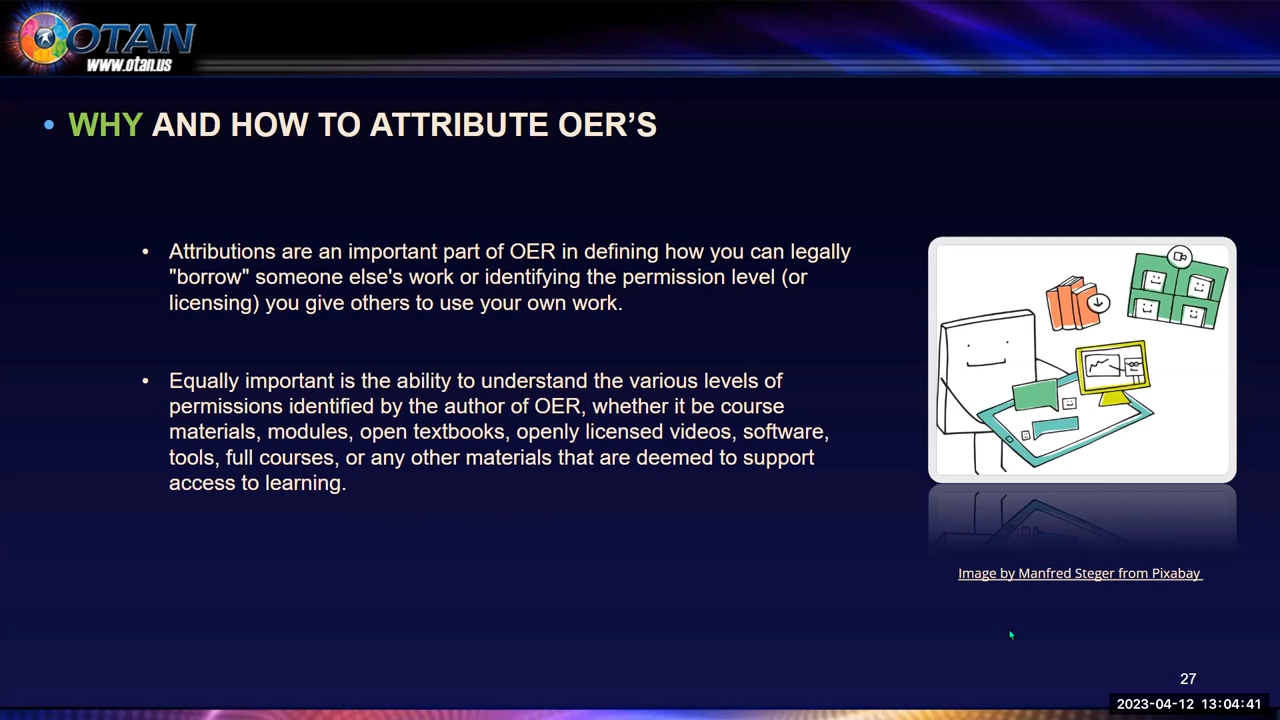 OTAN
www.otan.us
• WHY AND HOW TO ATTRIBUTE OER’S
• Attributions are an important part of OER in defining how you can legally
"borrow" someone else's work or identifying the permission level (or
licensing) you give others to use your own work.
• Equally important is the ability to understand the various levels of
permissions identified by the author of OER, whether it be course
materials, modules, open textbooks, openly licensed videos, software,
tools, full courses, or any other materials that are deemed to support
access to learning.
Image by Manfred Steger from Pixabay
27
2023-04-12 13:04:41